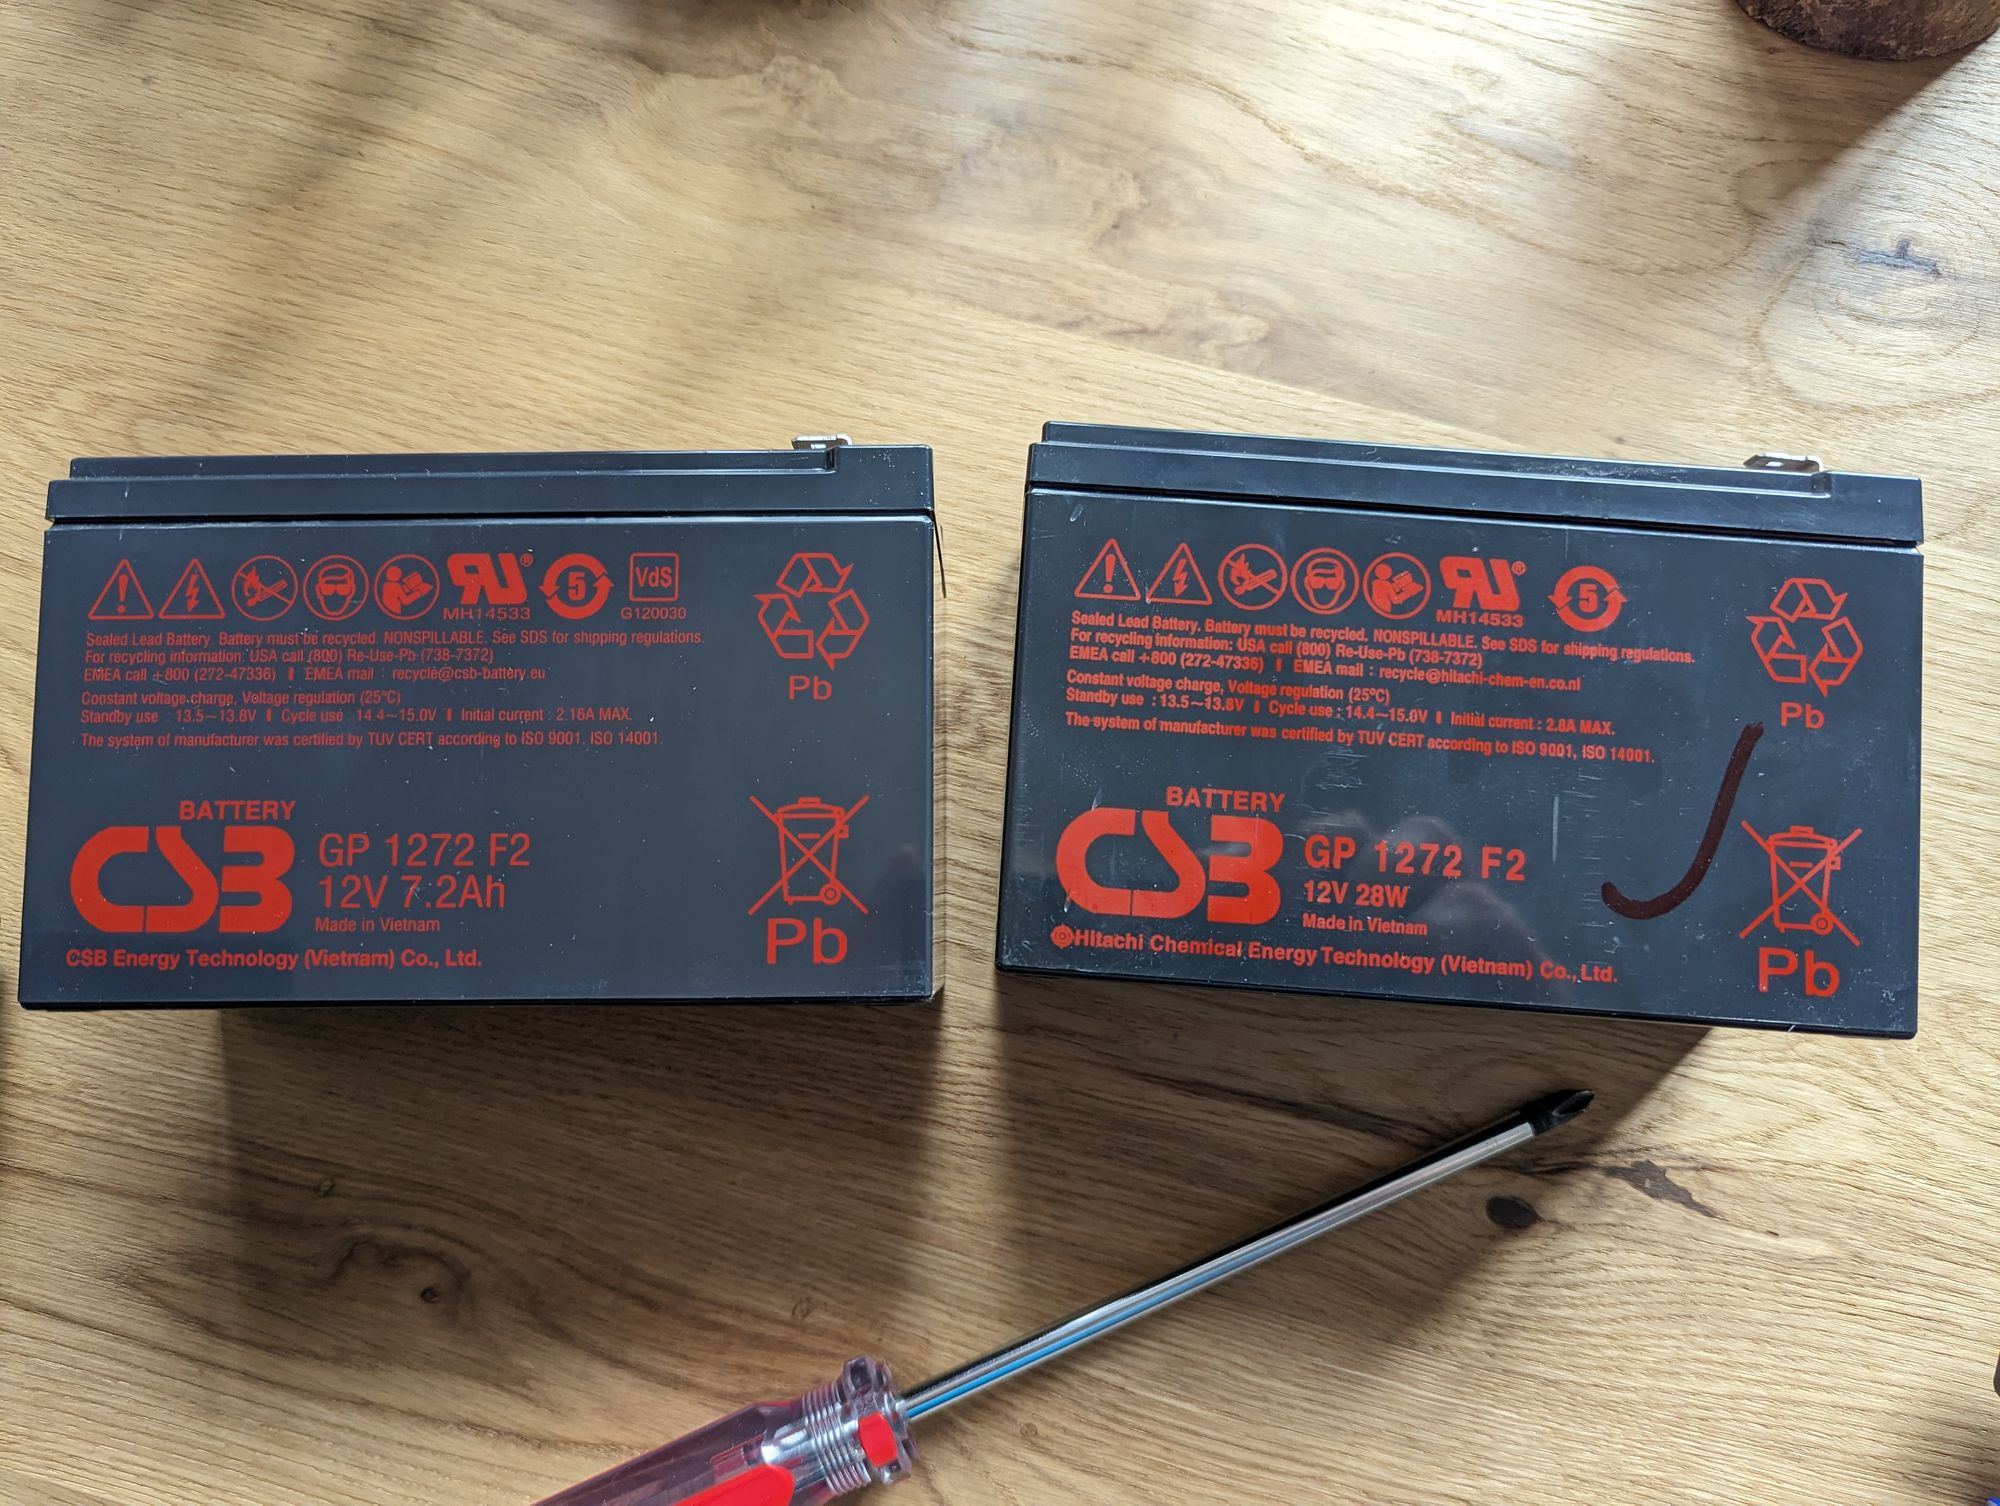 MH14533
5
VdS
G120030
Sealed Lead Battery. Battery must be recycled. NONSPILLABLE. See SDS for shipping regulations.
For recycling information: USA call (800) Re-Use-Pb (738-7372)
EMEA call +800 (272-47336) I EMEA mail : recycle@csb-battery.eu
Constant voltage charge, Voltage regulation (25°C)
Standby use : 13.5~13.8V I Cycle use : 14.4~15.0V I Initial current : 2.16A MAX.
The system of manufacturer was certified by TUV CERT according to ISO 9001, ISO 14001.
Pb
BATTERY
CSB
GP 1272 F2
12V 7.2Ah
Made in Vietnam
CSB Energy Technology (Vietnam) Co., Ltd.
Pb
MH14533
5
Sealed Lead Battery. Battery must be recycled. NONSPILLABLE. See SDS for shipping regulations.
For recycling information: USA call (800) Re-Use-Pb (738-7372)
EMEA call +800 (272-47336) I EMEA mail : recycle@hitachi-chem-en.co.nl
Constant voltage charge, Voltage regulation (25°C)
Standby use : 13.5~13.8V I Cycle use : 14.4~15.0V I Initial current : 2.8A MAX.
The system of manufacturer was certified by TUV CERT according to ISO 9001, ISO 14001.
Pb
BATTERY
CSB
GP 1272 F2
12V 28W
Made in Vietnam
Hitachi Chemical Energy Technology (Vietnam) Co., Ltd.
Pb